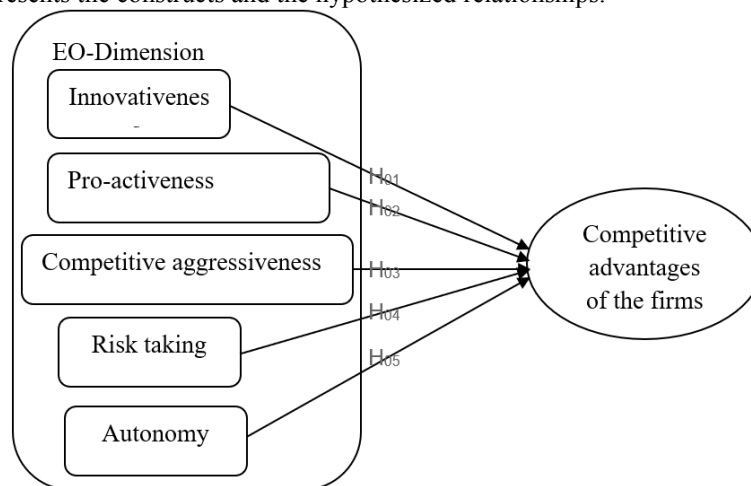 resents the constructs and the hypothesized relationships.
EO-Dimension
Innovativenes
Pro-activeness
Competitive aggressiveness
Risk taking
Autonomy
H01
H02
H03
H04
H05
Competitive
advantages
of the firms